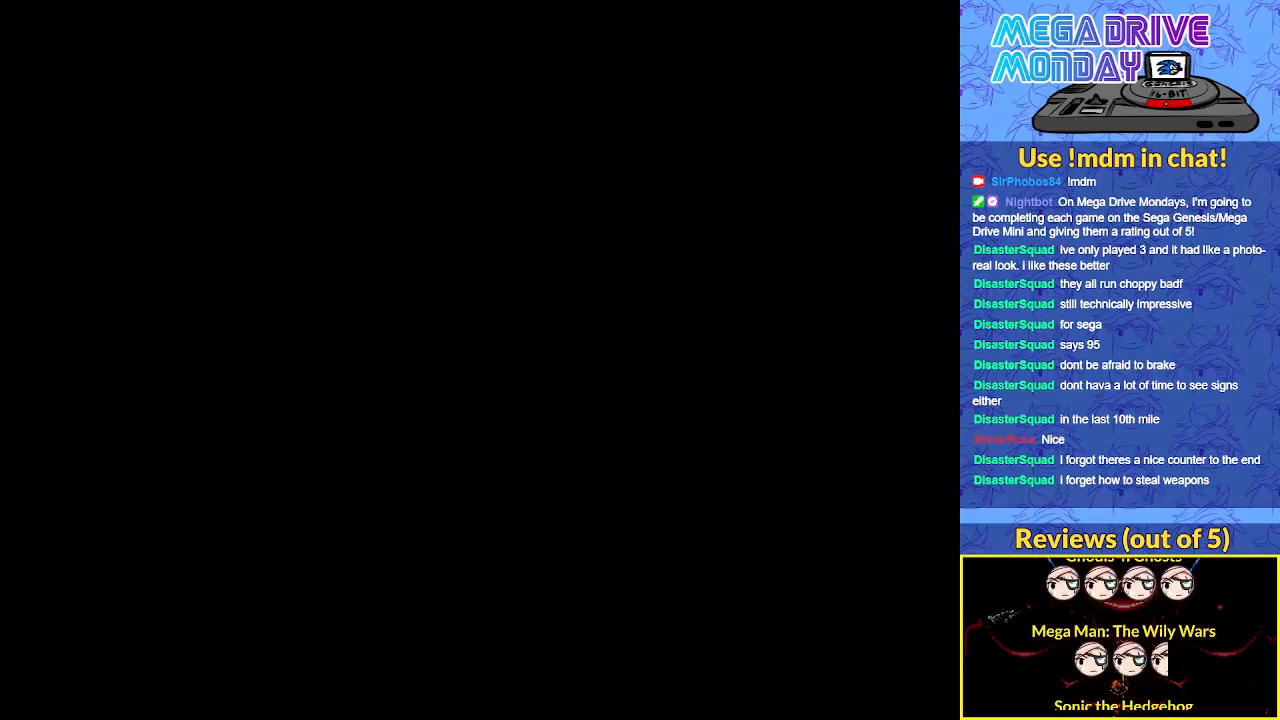 MEGA DRIVE
MONDAY
GENESIS
16-BIT
Use !mdm in chat!
SirPhobos84 !mdm
Nightbot On Mega Drive Mondays, I'm going to
be completing each game on the Sega Genesis/Mega
Drive Mini and giving them a rating out of 5!
DisasterSquad ive only played 3 and it had like a photo-
real look. i like these better
DisasterSquad they all run choppy badf
DisasterSquad still technically impressive
DisasterSquad for sega
DisasterSquad says 95
DisasterSquad dont be afraid to brake
DisasterSquad dont hava a lot of time to see signs
either
DisasterSquad in the last 10th mile
Nice
DisasterSquad i forgot theres a nice counter to the end
DisasterSquad i forget how to steal weapons
Reviews (out of 5)
Ghouls 'n Ghosts
Mega Man: The Wily Wars
Sonic the Hedgehog